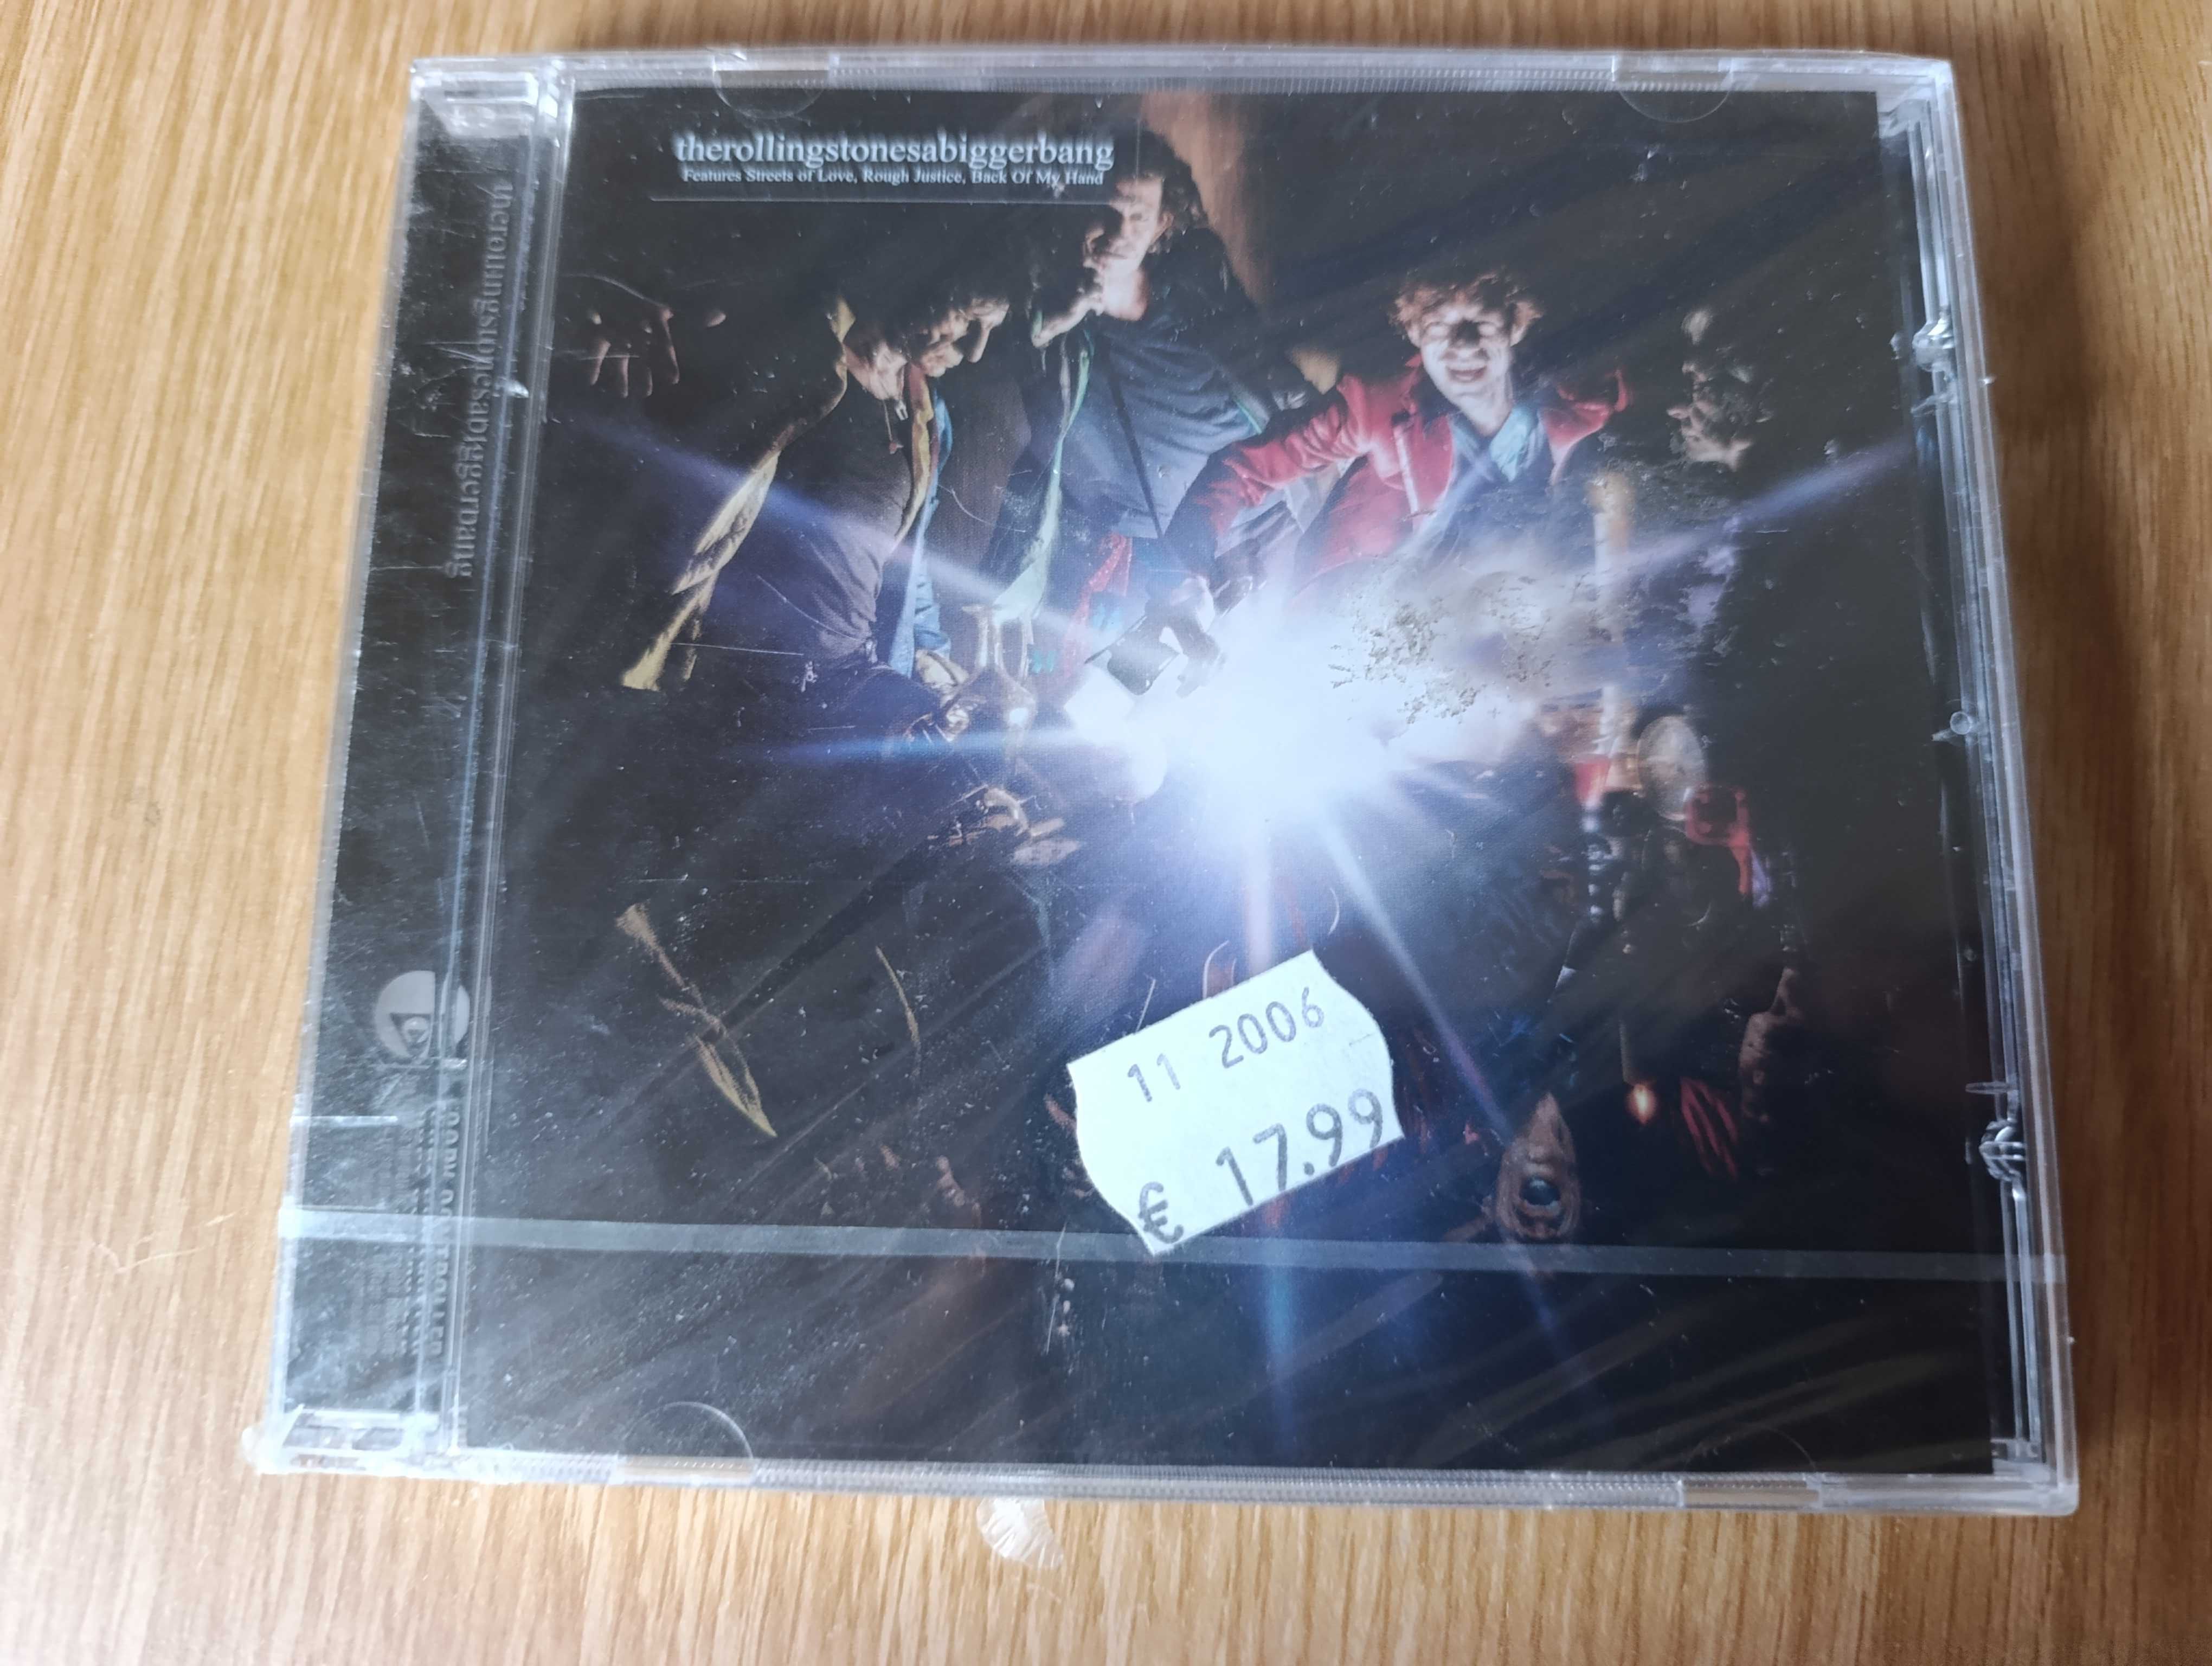 therollingstonesabiggerbang
Features Streets of Love, Rough Justice, Back Of My Hand
therollingstonesabiggerbang
11 2006
€ 17.99